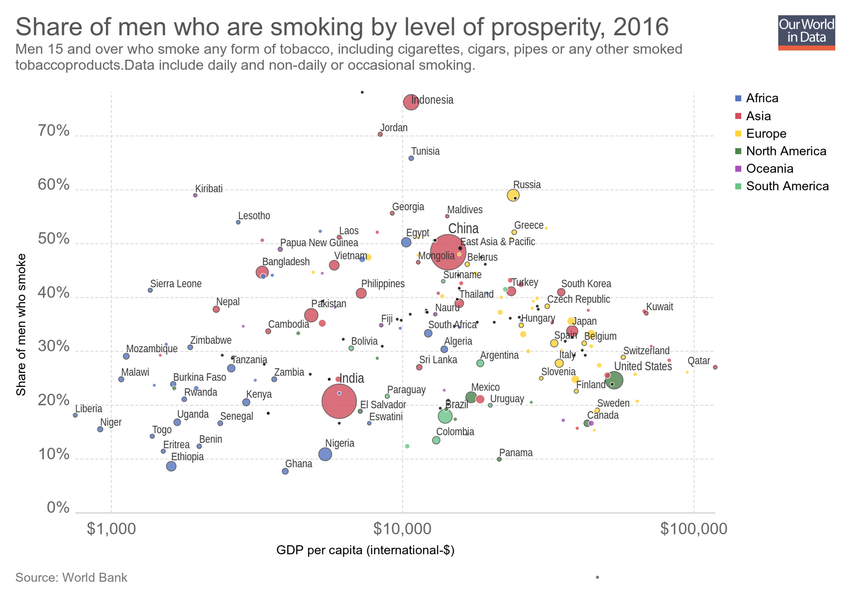 Share of men who are smoking by level of prosperity, 2016
Men 15 and over who smoke any form of tobacco, including cigarettes, cigars, pipes or any other smoked
tobaccoproducts.Data include daily and non-daily or occasional smoking.
Our World
in Data
Africa
Asia
Europe
North America
Oceania
South America
Share of men who smoke
70%
60%
50%
40%
30%
20%
10%
0%
Indonesia
Jordan
Tunisia
Kiribati
Russia
Georgia
Maldives
Lesotho
Greece
China
Laos
Egypt
East Asia & Pacific
Papua New Guinea
Bangladesh
Vietnam
Mongolia
Belarus
Suriname
Sierra Leone
Philippines
Thailand
Turkey
South Korea
Nepal
Pakistan
Nauru
Czech Republic
Kuwait
Cambodia
Fiji
South Africa
Hungary
Japan
Mozambique
Zimbabwe
Bolivia
Algeria
Spain
Belgium
Malawi
Tanzania
Sri Lanka
Argentina
Italy
Switzerland
Qatar
Burkina Faso
Zambia
India
Slovenia
United States
Rwanda
Kenya
Paraguay
Mexico
Finland
Liberia
El Salvador
Brazil
Uruguay
Sweden
Niger
Uganda
Senegal
Eswatini
Canada
Togo
Benin
Colombia
Eritrea
Nigeria
Ethiopia
Ghana
Panama
$1,000
$10,000
$100,000
GDP per capita (international-$)
Source: World Bank